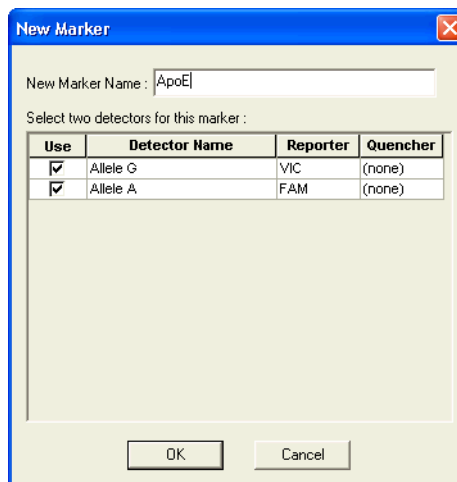 New Marker
New Marker Name : ApoE
Select two detectors for this marker :
Use Detector Name Reporter Quencher
Allele G VIC (none)
Allele A FAM (none)
OK Cancel